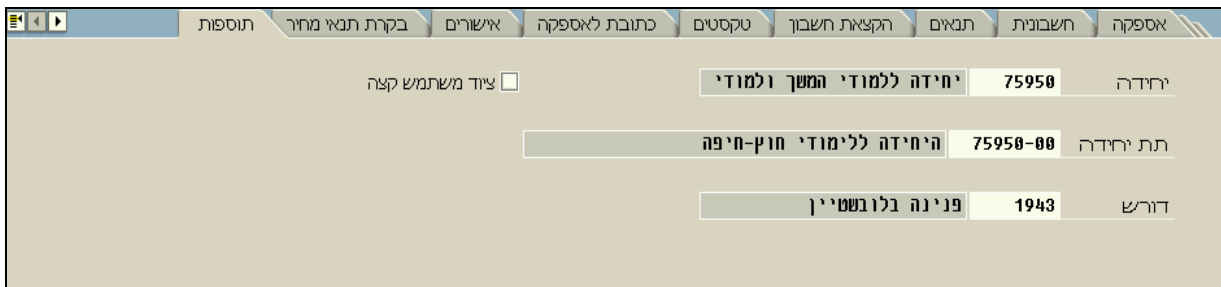 אספקה חשבונית תנאים הקצאת חשבון טקסטים כתובת לאספקה אישורים בקרת תנאי מחיר תוספות
יחידה 75950 יחידה ללמודי המשך ולמודי ציוד משתמש קצה
תת יחידה 75950-00 היחידה ללימודי חוץ-חיפה
דורש 1943 פנינה בלובשטיין